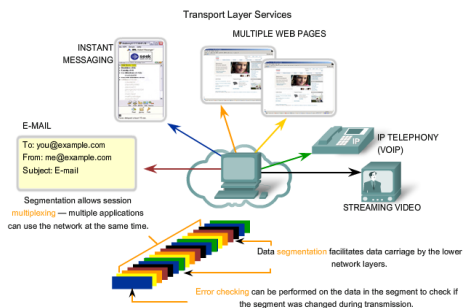 Transport Layer Services
INSTANT
MESSAGING
MULTIPLE WEB PAGES
E-MAIL
To: you@example.com
From: me@example.com
Subject: E-mail
IP TELEPHONY
(VOIP)
STREAMING VIDEO
Segmentation allows session
multiplexing — multiple applications
can use the network at the same time.
Data segmentation facilitates data carriage by the lower
network layers.
Error checking can be performed on the data in the segment to check if
the segment was changed during transmission.